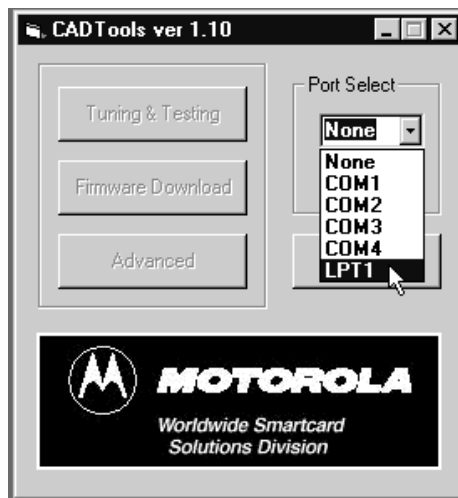 CADTools ver 1.10
Tuning & Testing
Firmware Download
Advanced
Port Select
None
None
COM1
COM2
COM3
COM4
LPT1
MOTOROLA
Worldwide Smartcard
Solutions Division